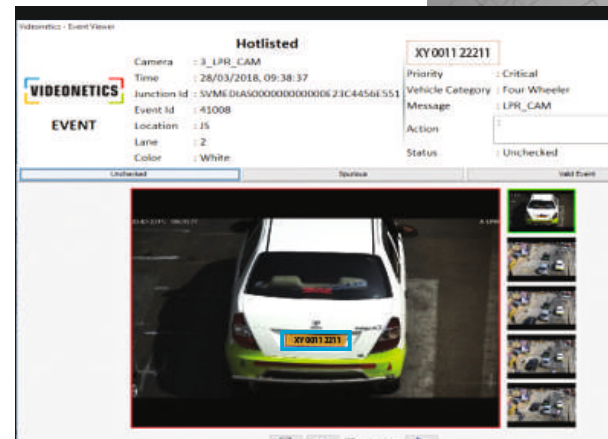 Videonetics - Event Viewer
Hotlisted
VIDEONETICS
EVENT
Camera : 3_LPR_CAM
Time : 28/03/2018, 09:38:37
Junction Id : SVMEDIAS000000000000E23C4456E551
Event Id : 41008
Location : JS
Lane : 2
Color : White
XY 0011 22211
Priority : Critical
Vehicle Category : Four Wheeler
Message : LPR_CAM
Action :
Status : Unchecked
Unchecked
Spurious
Valid Event
XY 0011 2211